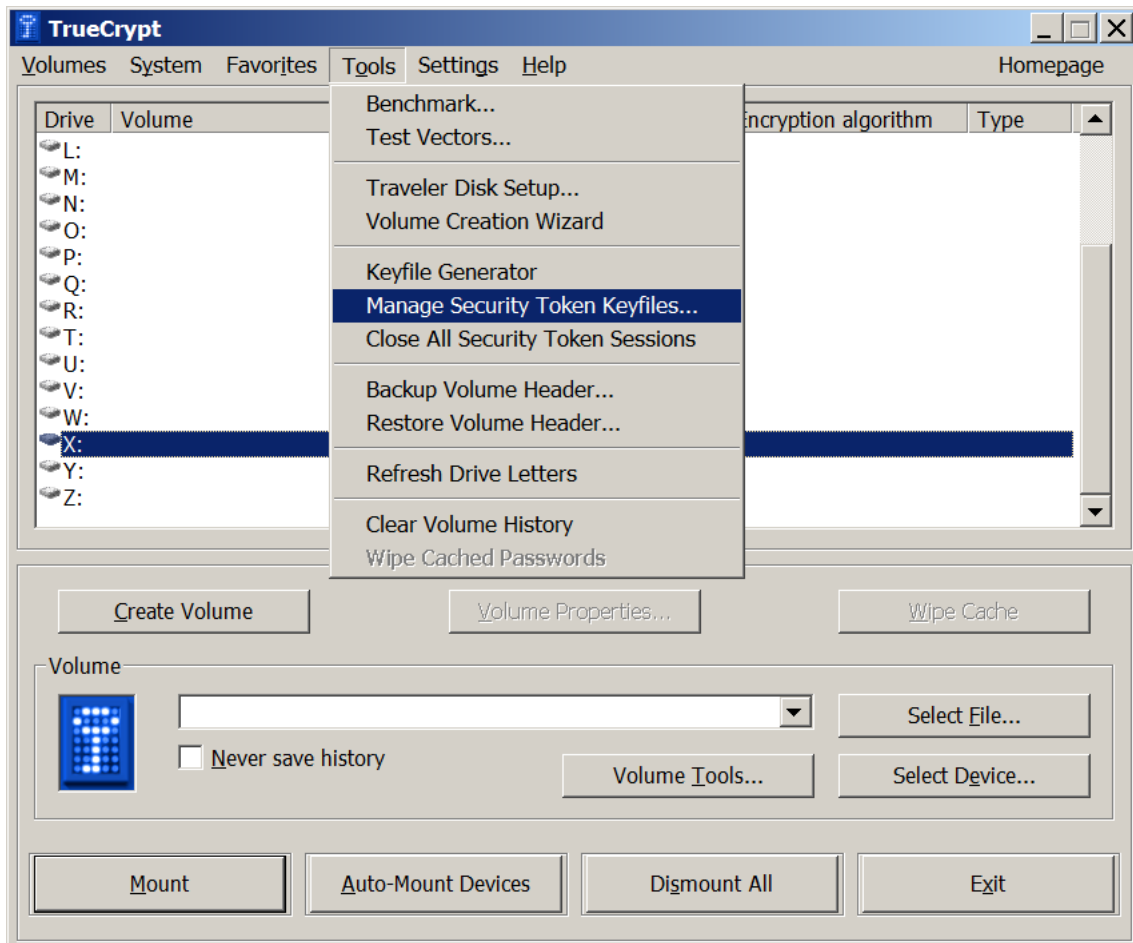 TrueCrypt
Volumes System Favorites Tools Settings Help Homepage
Drive Volume Encryption algorithm Type
L:
M:
N:
O:
P:
Q:
R:
T:
U:
V:
W:
X:
Y:
Z:
Benchmark...
Test Vectors...
Traveler Disk Setup...
Volume Creation Wizard
Keyfile Generator
Manage Security Token Keyfiles...
Close All Security Token Sessions
Backup Volume Header...
Restore Volume Header...
Refresh Drive Letters
Clear Volume History
Wipe Cached Passwords
Create Volume Volume Properties... Wipe Cache
Volume
Select File...
Never save history
Volume Tools... Select Device...
Mount Auto-Mount Devices Dismount All Exit